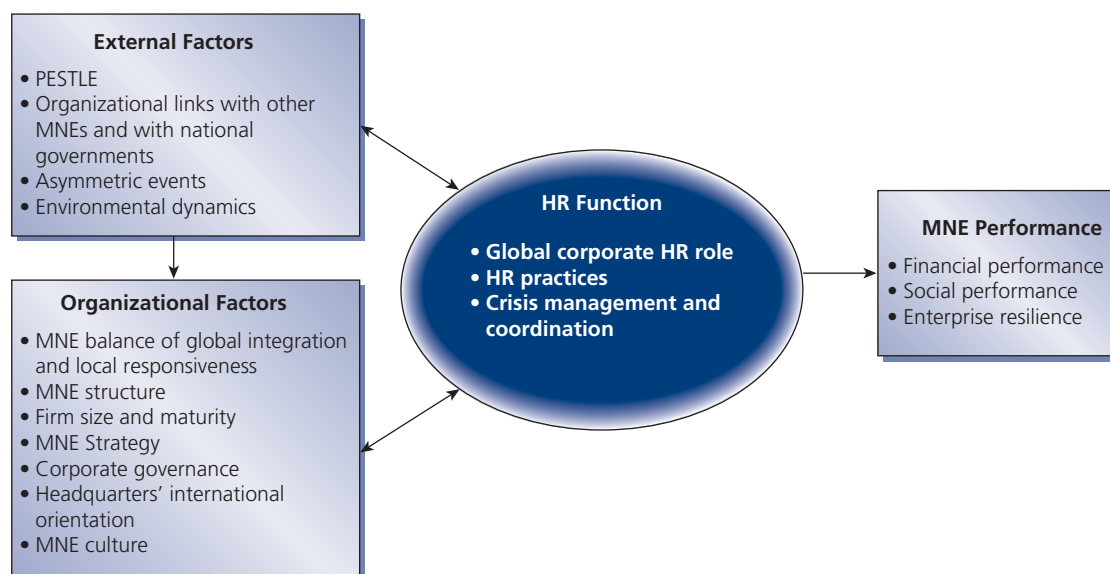 External Factors
• PESTLE
• Organizational links with other
MNEs and with national
governments
• Asymmetric events
• Environmental dynamics
Organizational Factors
• MNE balance of global integration
and local responsiveness
• MNE structure
• Firm size and maturity
• MNE Strategy
• Corporate governance
• Headquarters’ international
orientation
• MNE culture
HR Function
• Global corporate HR role
• HR practices
• Crisis management and
coordination
MNE Performance
• Financial performance
• Social performance
• Enterprise resilience